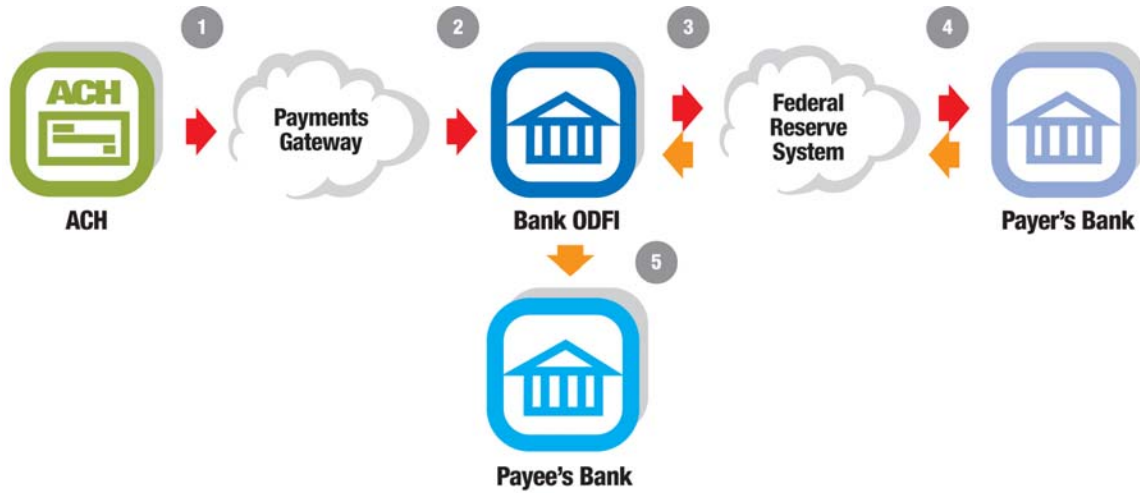 1
2
3
4
ACH
Payments
Gateway
Federal
Reserve
System
ACH
Bank ODFI
Payer's Bank
5
Payee's Bank